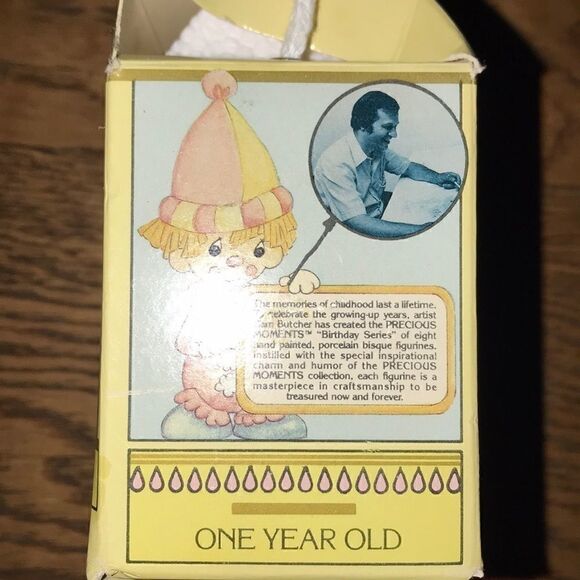 The memories of childhood last a lifetime.
celebrate the growing-up years, artist
Butcher has created the PRECIOUS
MOMENTS™ "Birthday Series" of eight
hand painted, porcelain bisque figurines.
Instilled with the special inspirational
charm and humor of the PRECIOUS
MOMENTS collection, each figurine is a
masterpiece in craftsmanship to be
treasured now and forever.
ONE YEAR OLD